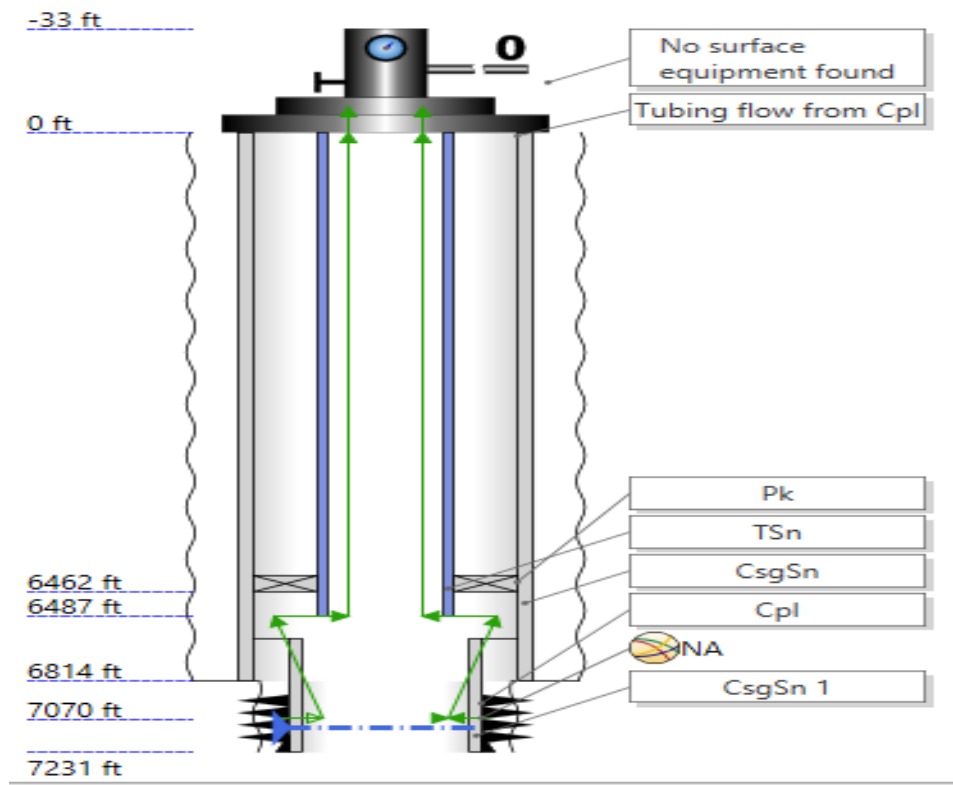 -33 ft
No surface
equipment found
Tubing flow from Cpl
0 ft
Pk
TSn
CsgSn
6462 ft
6487 ft
Cpl
NA
6814 ft
CsgSn 1
7070 ft
7231 ft